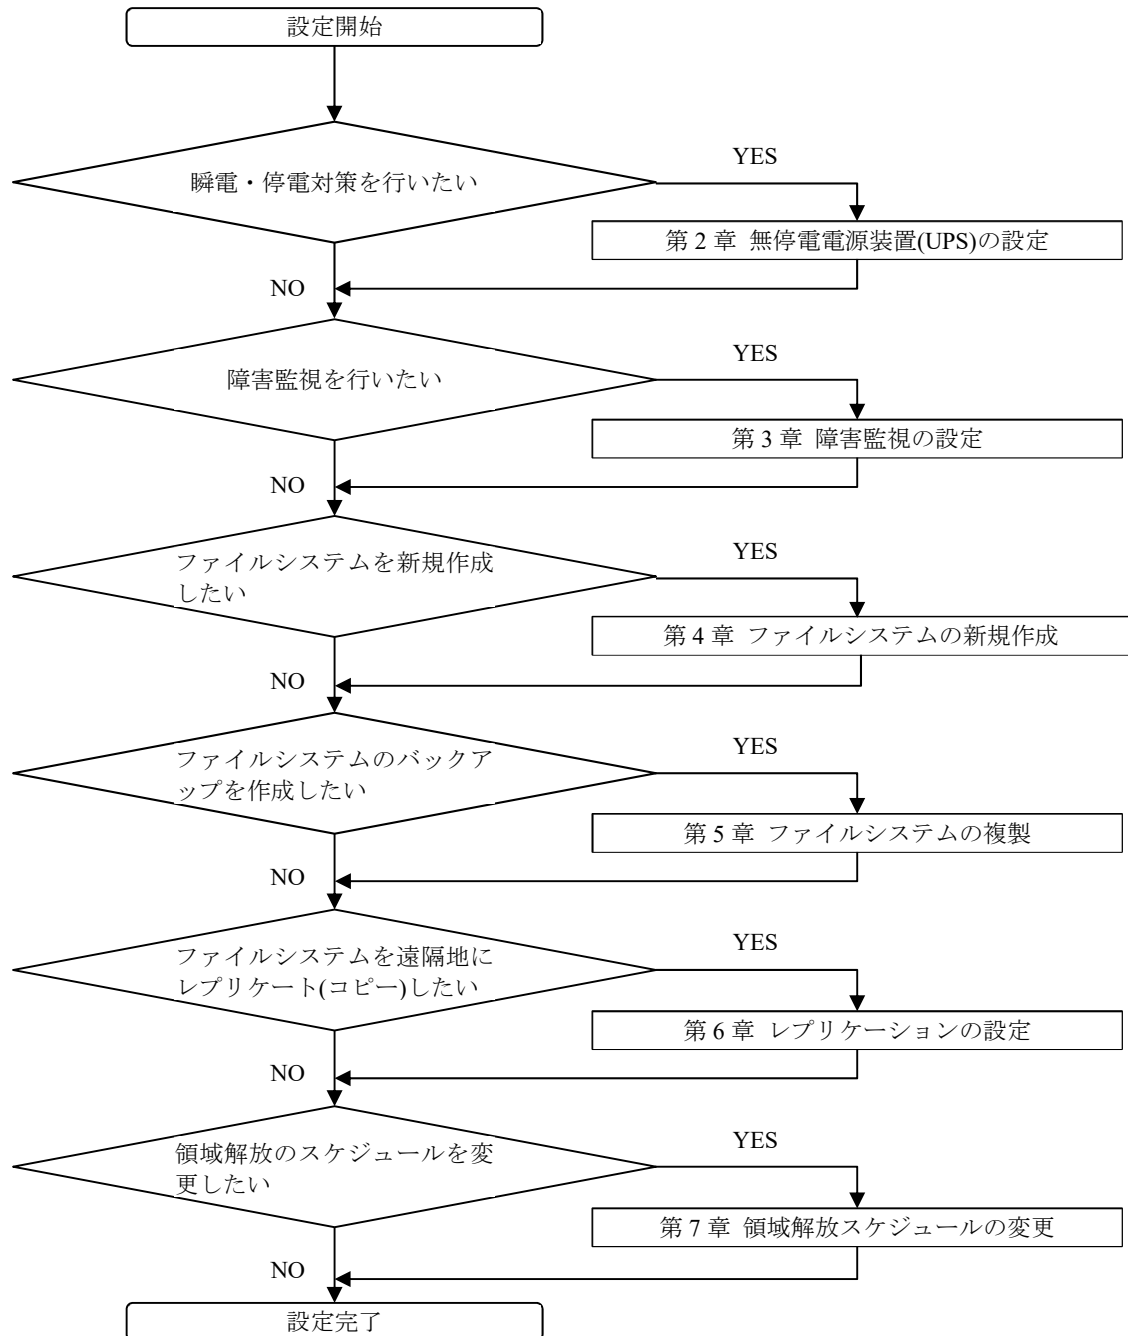 設定開始
YES
瞬電・停電対策を行いたい
第 2 章 無停電電源装置(UPS)の設定
NO
YES
障害監視を行いたい
第 3 章 障害監視の設定
NO
YES
ファイルシステムを新規作成
したい
第 4 章 ファイルシステムの新規作成
NO
YES
ファイルシステムのバックア
ップを作成したい
第 5 章 ファイルシステムの複製
NO
YES
ファイルシステムを遠隔地に
レプリケート(コピー)したい
第 6 章 レプリケーションの設定
NO
YES
領域解放のスケジュールを変
更したい
第 7 章 領域解放スケジュールの変更
NO
設定完了